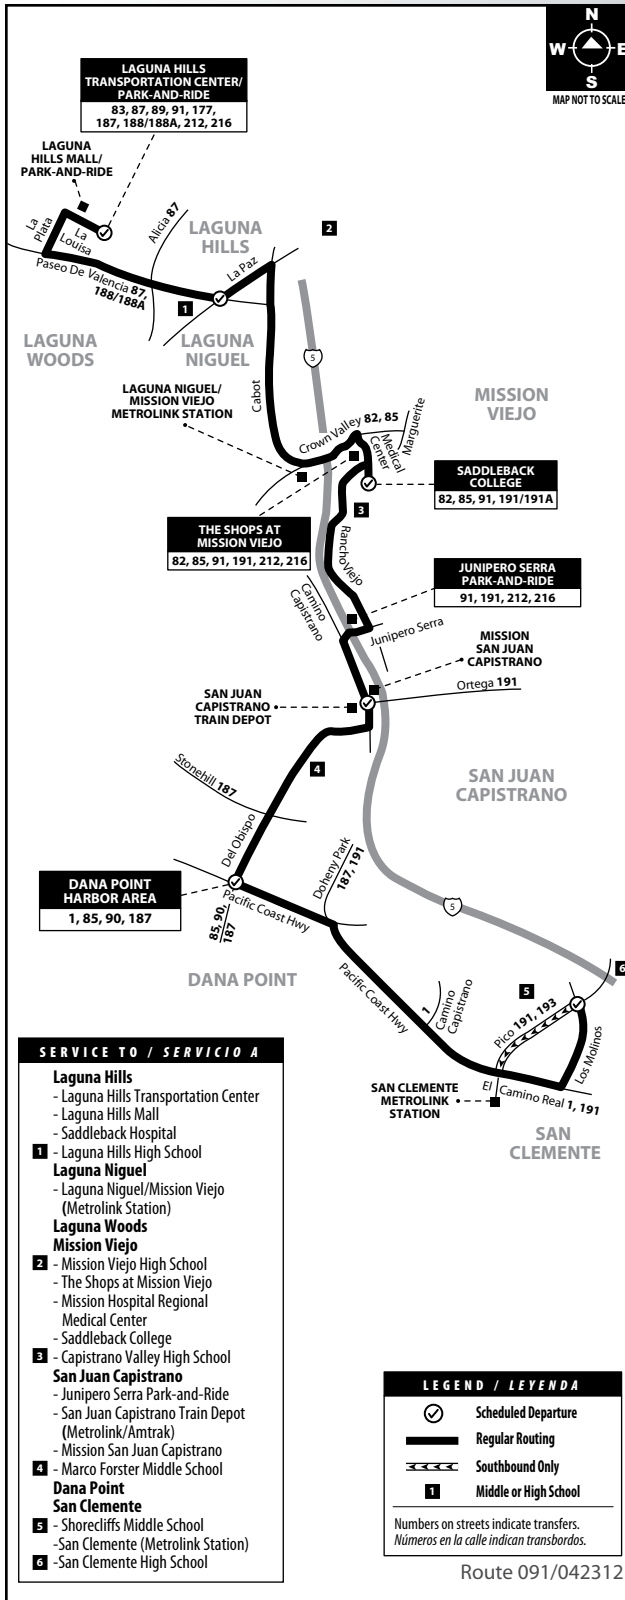 N
W
E
S
MAP NOT TO SCALE
LAGUNA HILLS
TRANSPORTATION CENTER/
PARK-AND-RIDE
83, 87, 89, 91, 177,
187, 188/188A, 212, 216
LAGUNA
HILLS MALL/
PARK-AND-RIDE
La
Plata
La
Louisa
Alicia 87
LAGUNA
HILLS
2
La Paz
Paseo De Valencia 87,
188/188A
1
LAGUNA
WOODS
LAGUNA
NIGUEL
5
Cabot
LAGUNA NIGUEL/
MISSION VIEJO
METROLINK STATION
MISSION
VIEJO
Crown Valley 82, 85
Medical
Center
Marguerite
SADDLEBACK
COLLEGE
82, 85, 91, 191/191A
3
THE SHOPS AT
MISSION VIEJO
82, 85, 91, 191, 212, 216
RanchoViejo
JUNIPERO SERRA
PARK-AND-RIDE
91, 191, 212, 216
Camino
Capistrano
Junipero Serra
MISSION
SAN JUAN
CAPISTRANO
Ortega 191
SAN JUAN
CAPISTRANO
TRAIN DEPOT
4
Stonehill 187
SAN JUAN
CAPISTRANO
Del Obispo
Doheny Park
187, 191
DANA POINT
HARBOR AREA
1, 85, 90, 187
Pacific Coast Hwy
85, 90,
187
5
DANA POINT
Pacific Coast Hwy
1
Camino
Capistrano
6
5
Pico 191, 193
Los Molinos
SAN CLEMENTE
METROLINK
STATION
El Camino Real 1, 191
SAN
CLEMENTE
SERVICE TO / SERVICIO A
Laguna Hills
- Laguna Hills Transportation Center
- Laguna Hills Mall
- Saddleback Hospital
1 - Laguna Hills High School
Laguna Niguel
- Laguna Niguel/Mission Viejo
(Metrolink Station)
Laguna Woods
Mission Viejo
2 - Mission Viejo High School
- The Shops at Mission Viejo
- Mission Hospital Regional
Medical Center
- Saddleback College
3 - Capistrano Valley High School
San Juan Capistrano
- Junipero Serra Park-and-Ride
- San Juan Capistrano Train Depot
(Metrolink/Amtrak)
- Mission San Juan Capistrano
4 - Marco Forster Middle School
Dana Point
San Clemente
5 - Shorecliffs Middle School
-San Clemente (Metrolink Station)
6 -San Clemente High School
LEGEND / LEYENDA
Scheduled Departure
Regular Routing
Southbound Only
1 Middle or High School
Numbers on streets indicate transfers.
Números en la calle indican transbordos.
Route 091/042312